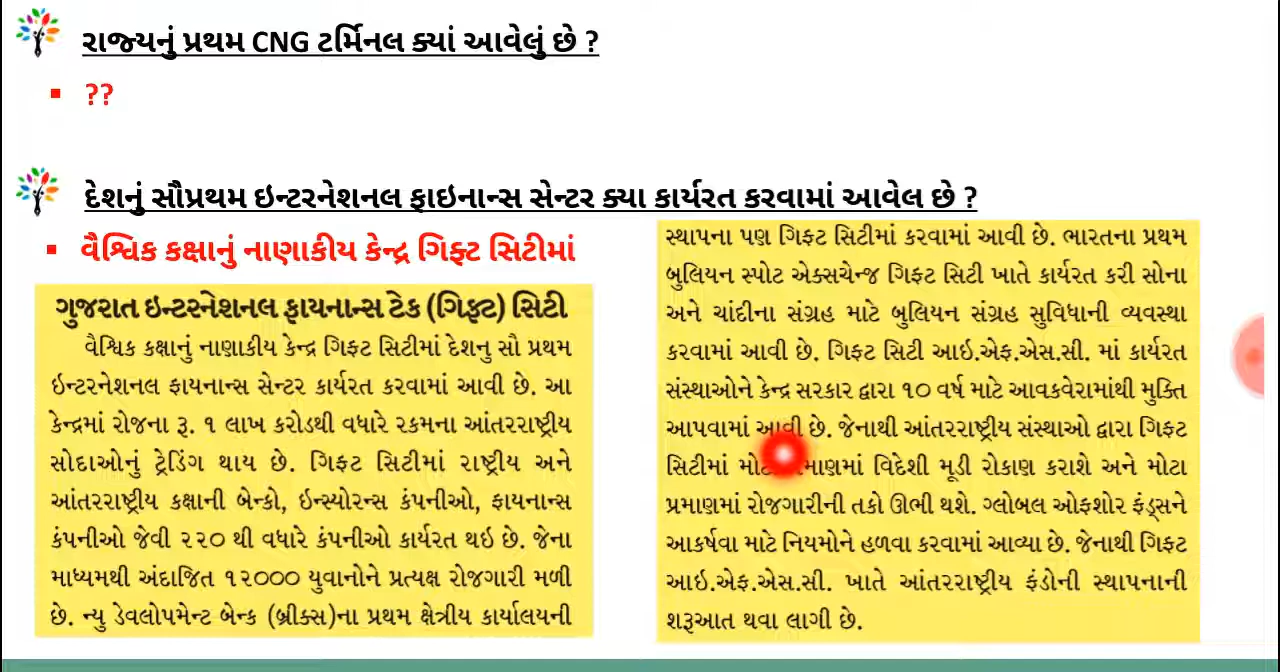 રાજ્યનું પ્રથમ CNG ટર્મિનલ ક્યાં આવેલું છે ?
??
દેશનું સૌપ્રથમ ઇન્ટરનેશનલ ફાઇનાન્સ સેન્ટર ક્યા કાર્યરત કરવામાં આવેલ છે ?
વૈશ્વિક કક્ષાનું નાણાકીય કેન્દ્ર ગિફ્ટ સિટીમાં
ગુજરાત ઇન્ટરનેશનલ ફાયનાન્સ ટેક (ગિફ્ટ) સિટી
વૈશ્વિક કક્ષાનું નાણાકીય કેન્દ્ર ગિફ્ટ સિટીમાં દેશનુ સૌ પ્રથમ
ઇન્ટરનેશનલ ફાયનાન્સ સેન્ટર કાર્યરત કરવામાં આવી છે. આ
કેન્દ્રમાં રોજના રૂ. ૧ લાખ કરોડથી વધારે રકમના આંતરરાષ્ટ્રીય
સોદાઓનું ટ્રેડિંગ થાય છે. ગિફ્ટ સિટીમાં રાષ્ટ્રીય અને
આંતરરાષ્ટ્રીય કક્ષાની બેન્કો, ઇન્સ્યોરન્સ કંપનીઓ, ફાયનાન્સ
કંપનીઓ જેવી ૨૨૦ થી વધારે કંપનીઓ કાર્યરત થઇ છે. જેના
માધ્યમથી અંદાજિત ૧૨૦૦૦ યુવાનોને પ્રત્યક્ષ રોજગારી મળી
છે. ન્યુ ડેવલોપમેન્ટ બેન્ક (બ્રીક્સ)ના પ્રથમ ક્ષેત્રીય કાર્યાલયની
સ્થાપના પણ ગિફ્ટ સિટીમાં કરવામાં આવી છે. ભારતના પ્રથમ
બુલિયન સ્પોટ એક્સચેન્જ ગિફ્ટ સિટી ખાતે કાર્યરત કરી સોના
અને ચાંદીના સંગ્રહ માટે બુલિયન સંગ્રહ સુવિધાની વ્યવસ્થા
કરવામાં આવી છે. ગિફ્ટ સિટી આઇ.એફ.એસ.સી. માં કાર્યરત
સંસ્થાઓને કેન્દ્ર સરકાર દ્વારા ૧૦ વર્ષ માટે આવકવેરામાંથી મુક્તિ
આપવામાં આવી છે. જેનાથી આંતરરાષ્ટ્રીય સંસ્થાઓ દ્વારા ગિફ્ટ
સિટીમાં વિદેશી મૂડી રોકાણ કરાશે અને મોટા
પ્રમાણમાં રોજગારીની તકો ઊભી થશે. ગ્લોબલ ઓફશોર ફંડ્સને
આકર્ષવા માટે નિયમોને હળવા કરવામાં આવ્યા છે. જેનાથી ગિફ્ટ
આઇ.એફ.એસ.સી. ખાતે આંતરરાષ્ટ્રીય ફંડોની સ્થાપનાની
શરૂઆત થવા લાગી છે.